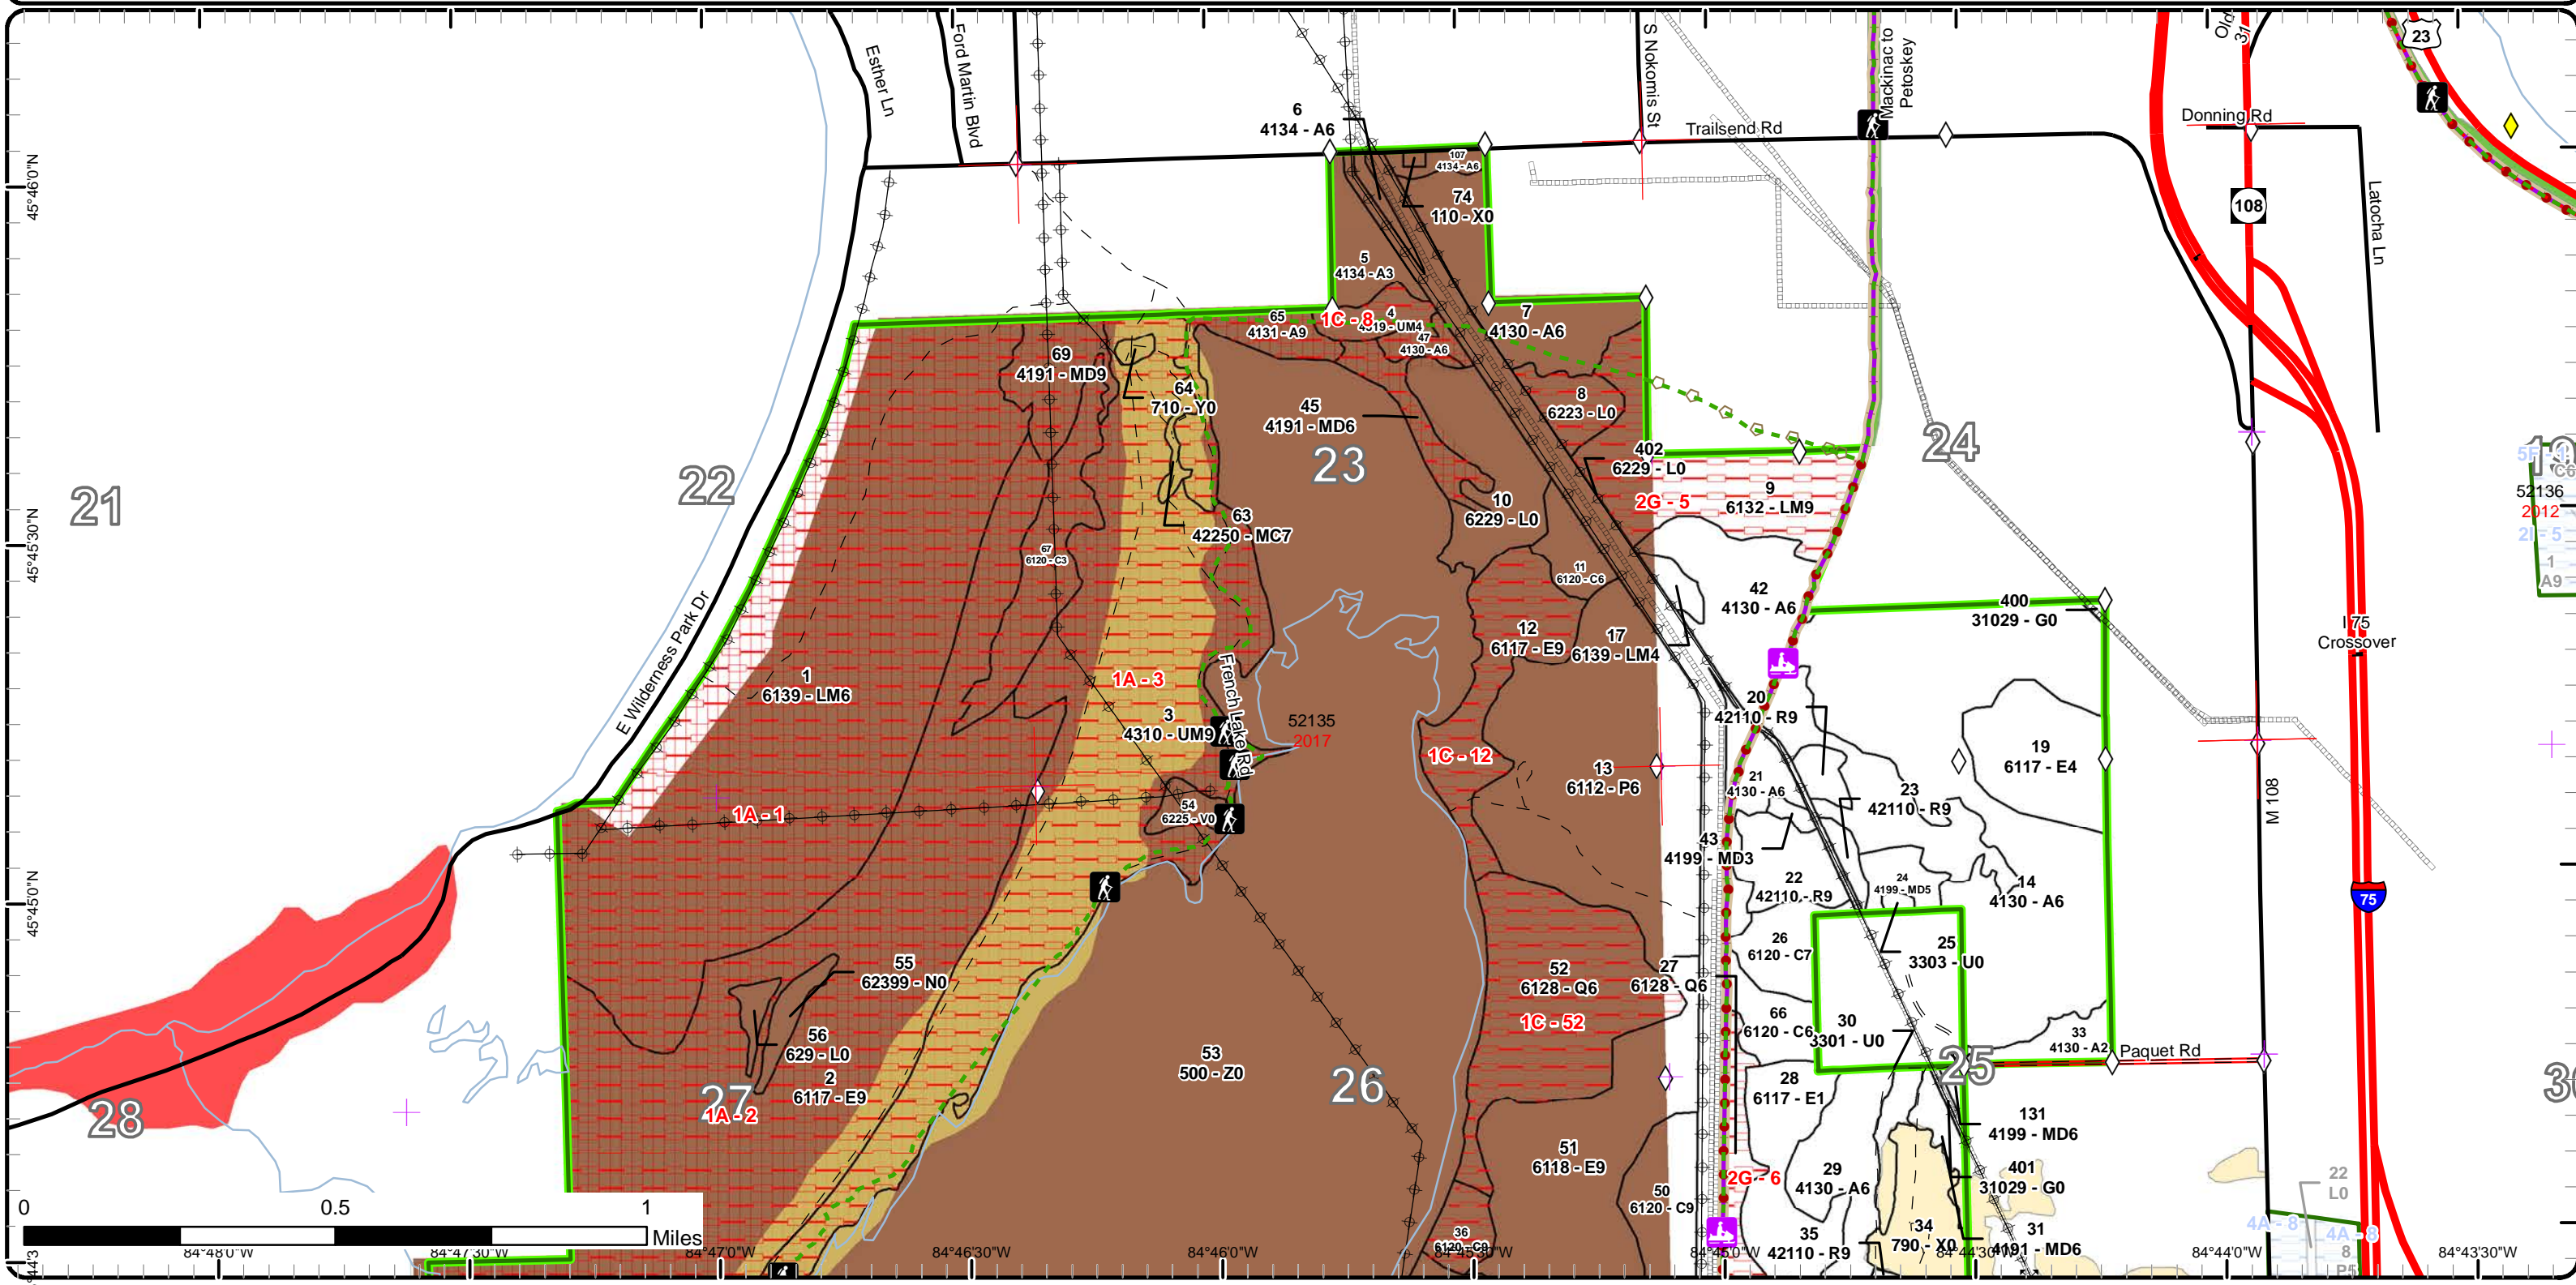 Esther Ln
Ford Martin Blvd
S Nokomis St
Mackinac to
Petoskey
31
23
Donning Rd
Trailsend Rd
108
Latocha Ln
45°46'0"N
6
4134 - A6
107
4134 - A6
74
110 - X0
5
4134 - A3
65
4131 - A9
1C - 8
4
47
4130 - A6
7
4130 - A6
69
4191 - MD9
64
710 - Y0
45
4191 - MD6
8
6223 - L0
23
24
22
21
402
6229 - L0
2G - 5
9
6132 - LM9
10
6229 - L0
63
42250 - MC7
45°45'30"N
67
6120 - C3
11
6120 - C6
42
4130 - A6
400
31029 - G0
52136
2012
2I - 5
1
A9
12
6117 - E9
17
6139 - LM4
E Wilderness Park Dr
1
6139 - LM6
1A - 3
French Lake Rd
3
4310 - UM9
52135
2017
20
42110 - R9
19
6117 - E4
I 75
Crossover
1C - 12
13
6112 - P6
21
4130 - A6
23
42110 - R9
M 108
1A - 1
54
6225 - V0
43
4199 - MD3
22
42110 - R9
24
4199 - MD5
14
4130 - A6
75
45°45'0"N
55
62399 - N0
52
6128 - Q6
1C - 52
27
6128 - Q6
26
6120 - C7
25
3303 - U0
66
6120 - C6
30
3301 - U0
33
4130 - A2
Paquet Rd
56
629 - L0
2
6117 - E9
53
500 - Z0
26
25
27
1A - 2
28
28
6117 - E1
131
4199 - MD6
51
6118 - E9
29
4130 - A6
401
31029 - G0
2G - 6
50
6120 - C9
36
6120 - C9
35
42110 - R9
34
790 - X0
31
4191 - MD6
22
L0
4A - 8
4A - 8
8
0
0.5
1
Miles
84°48'0"W
84°47'30"W
84°47'0"W
84°46'30"W
84°46'0"W
84°45'30"W
84°45'0"W
84°44'30"W
84°44'0"W
84°43'30"W